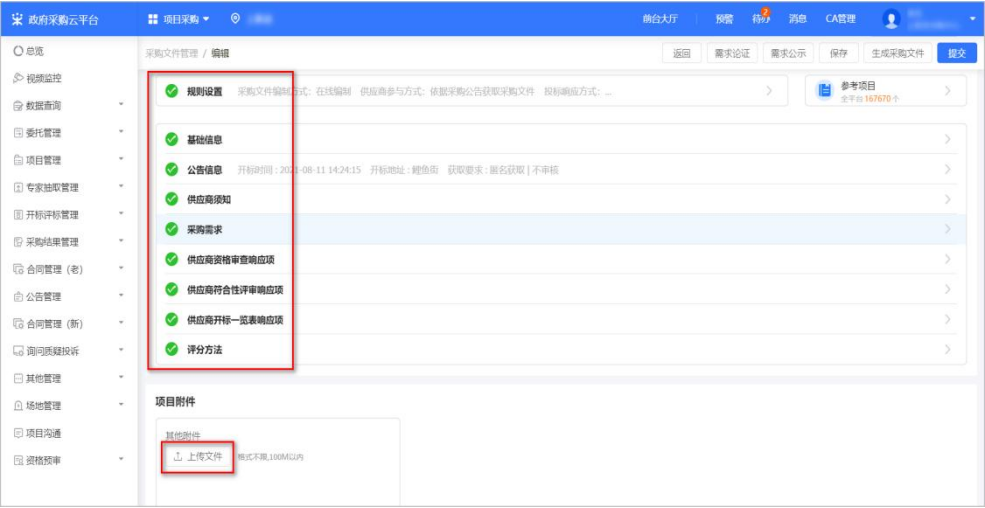 政府采购云平台
项目采购
前台大厅 预警 待办 2 消息 CA管理
总览
视频监控
数据查询
委托管理
项目管理
专家抽取管理
开标评标管理
采购结果管理
合同管理（老）
公告管理
合同管理（新）
询问质疑投诉
其他管理
场地管理
项目沟通
资格预审
采购文件管理 / 编辑
返回 需求论证 需求公示 保存 生成采购文件 提交
规则设置 采购文件编制方式：在线编制 供应商参与方式：依据采购公告获取采购文件 投标响应方式：...
参考项目
全平台 167670 个
基础信息
公告信息 开标时间 : 2021-08-11 14:24:15 开标地址 : 鲤鱼街 获取要求 : 匿名获取 | 不审核
供应商须知
采购需求
供应商资格审查响应项
供应商符合性评审响应项
供应商开标一览表响应项
评分方法
项目附件
其他附件
上传文件 格式不限,100M以内